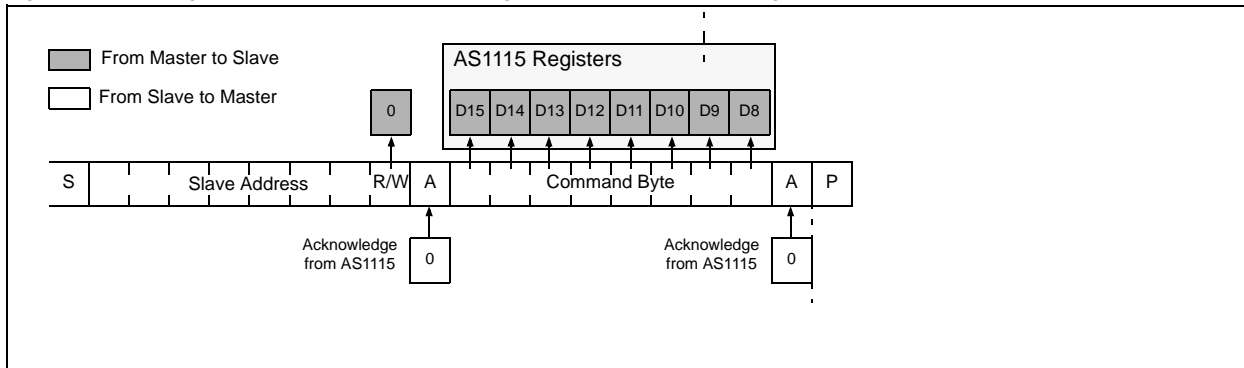 From Master to Slave
From Slave to Master
AS1115 Registers
0
D15 D14 D13 D12 D11 D10 D9 D8
S Slave Address R/W A Command Byte A P
Acknowledge
from AS1115
0
Acknowledge
from AS1115
0